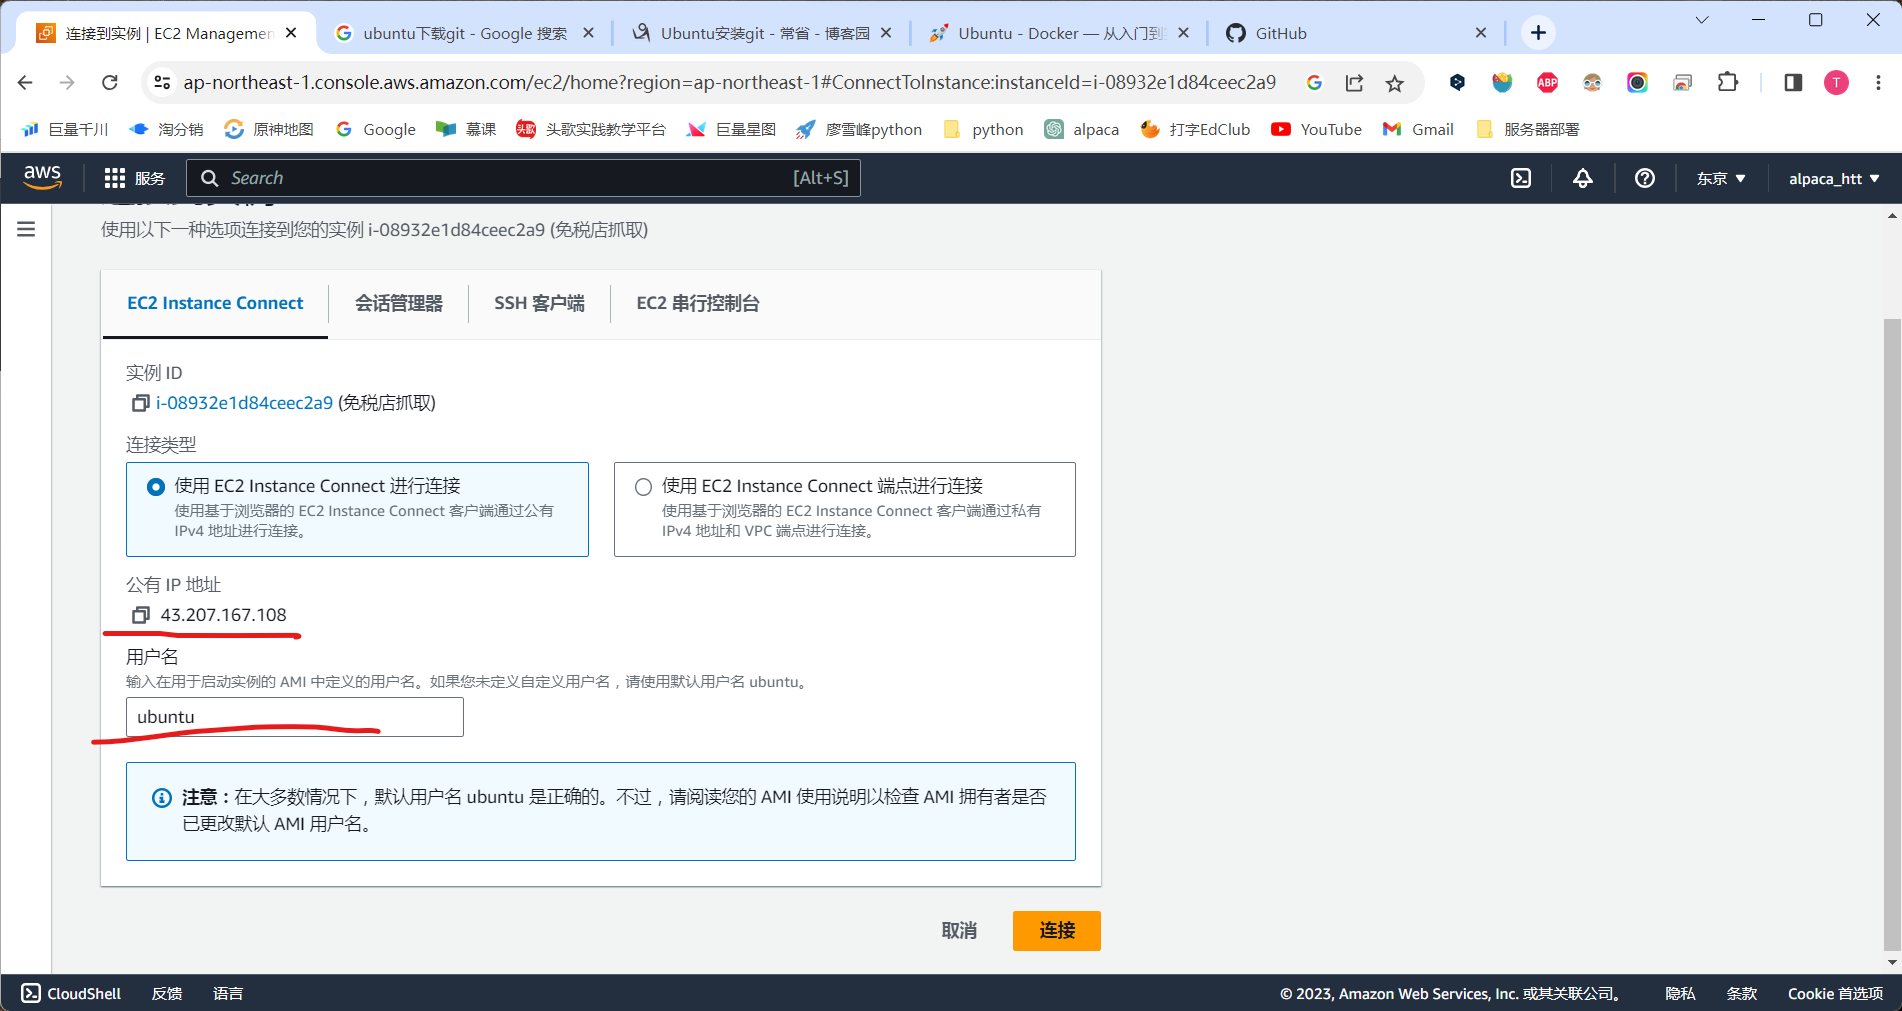 连接到实例 | EC2 Managemen
ubuntu下载git - Google 搜索
Ubuntu安装git - 常省 - 博客园
Ubuntu - Docker — 从入门到
GitHub
ap-northeast-1.console.aws.amazon.com/ec2/home?region=ap-northeast-1#ConnectToInstance:instanceId=i-08932e1d84ceec2a9
ABP
T
巨量千川
淘分销
原神地图
Google
慕课
头歌
头歌实践教学平台
巨量星图
廖雪峰python
python
alpaca
打字EdClub
YouTube
Gmail
服务器部署
aws
服务
Search
[Alt+S]
东京
alpaca_htt
使用以下一种选项连接到您的实例 i-08932e1d84ceec2a9 (免税店抓取)
EC2 Instance Connect
会话管理器
SSH 客户端
EC2 串行控制台
实例 ID
i-08932e1d84ceec2a9 (免税店抓取)
连接类型
使用 EC2 Instance Connect 进行连接
使用基于浏览器的 EC2 Instance Connect 客户端通过公有
IPv4 地址进行连接。
使用 EC2 Instance Connect 端点进行连接
使用基于浏览器的 EC2 Instance Connect 客户端通过私有
IPv4 地址和 VPC 端点进行连接。
公有 IP 地址
43.207.167.108
用户名
输入在用于启动实例的 AMI 中定义的用户名。如果您未定义自定义用户名，请使用默认用户名 ubuntu。
ubuntu
注意：在大多数情况下，默认用户名 ubuntu 是正确的。不过，请阅读您的 AMI 使用说明以检查 AMI 拥有者是否
已更改默认 AMI 用户名。
取消
连接
CloudShell
反馈
语言
© 2023, Amazon Web Services, Inc. 或其关联公司。
隐私
条款
Cookie 首选项